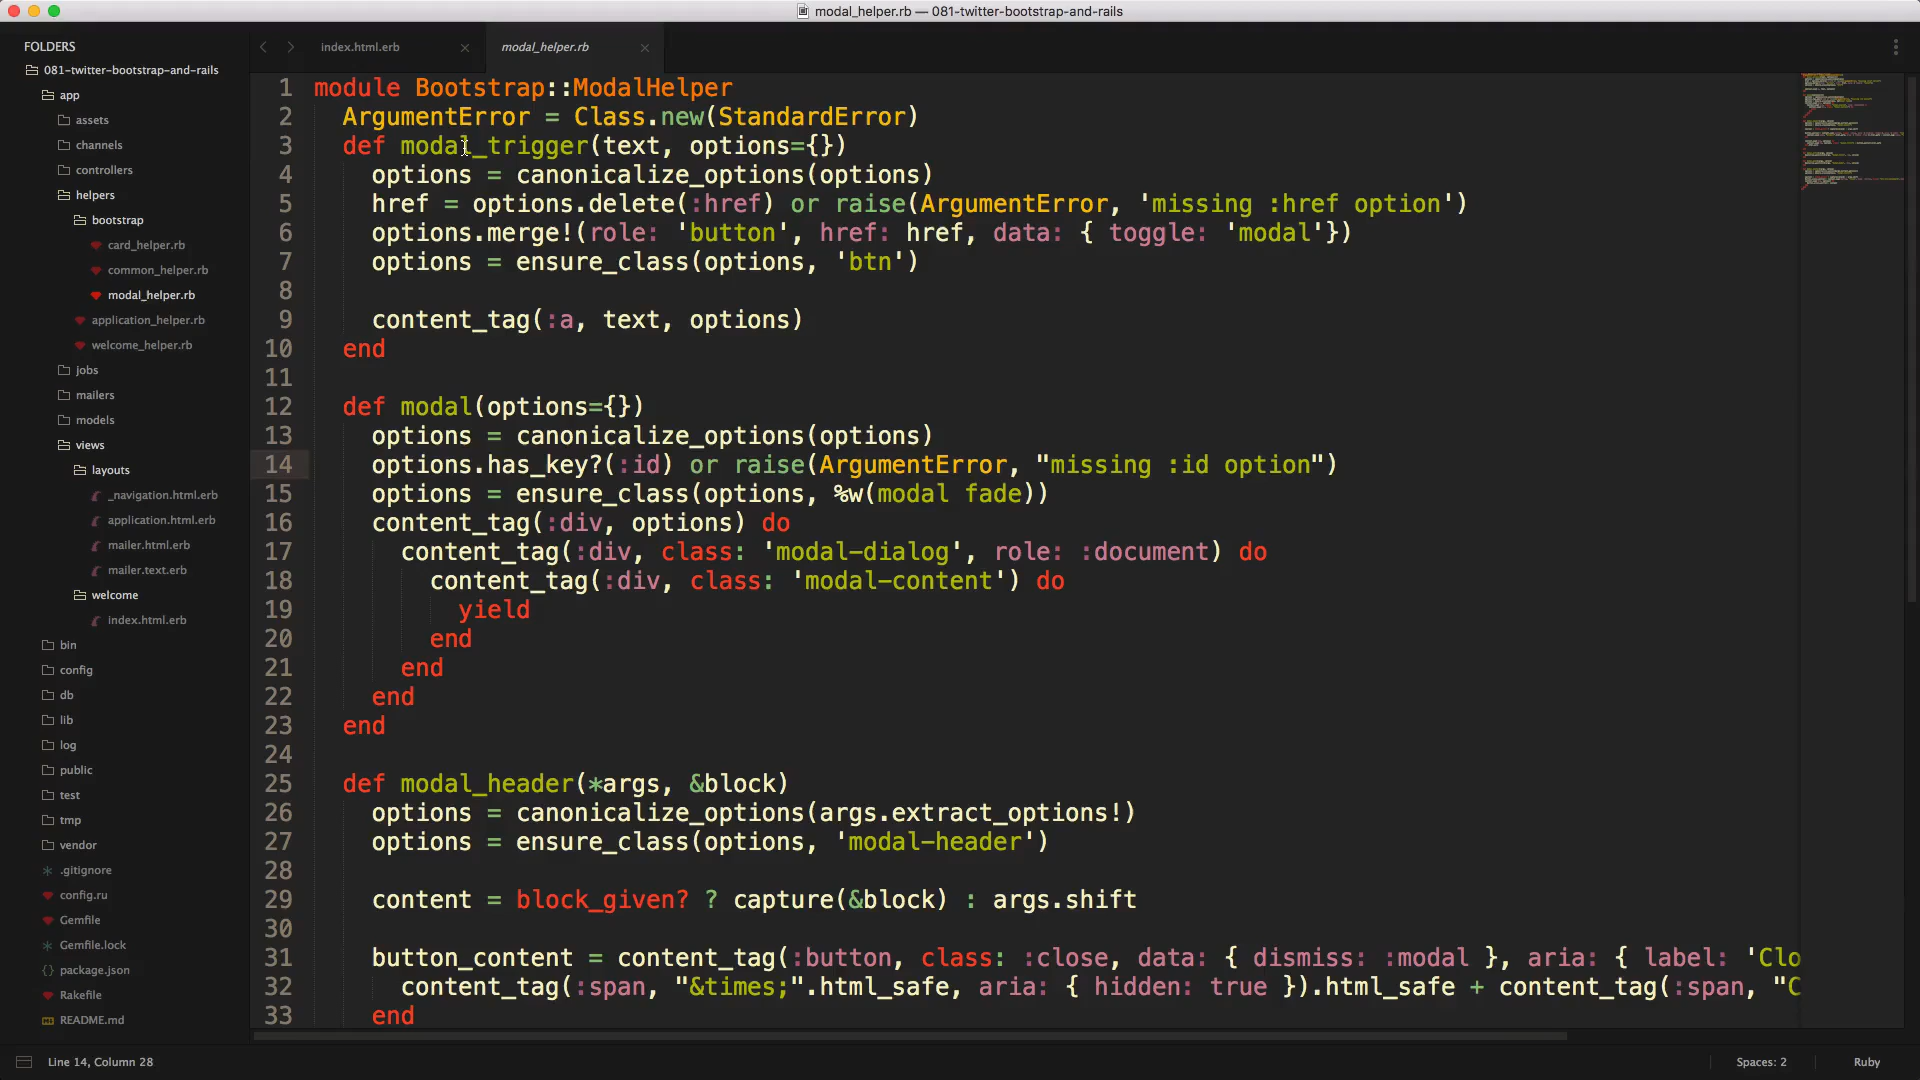 modal_helper.rb — 081-twitter-bootstrap-and-rails
FOLDERS
081-twitter-bootstrap-and-rails
app
assets
channels
controllers
helpers
bootstrap
card_helper.rb
common_helper.rb
modal_helper.rb
application_helper.rb
welcome_helper.rb
jobs
mailers
models
views
layouts
_navigation.html.erb
application.html.erb
mailer.html.erb
mailer.text.erb
welcome
index.html.erb
bin
config
db
lib
log
public
test
tmp
vendor
.gitignore
config.ru
Gemfile
Gemfile.lock
package.json
Rakefile
README.md
index.html.erb
modal_helper.rb
1 module Bootstrap::ModalHelper
2   ArgumentError = Class.new(StandardError)
3   def modal_trigger(text, options={})
4     options = canonicalize_options(options)
5     href = options.delete(:href) or raise(ArgumentError, 'missing :href option')
6     options.merge!(role: 'button', href: href, data: { toggle: 'modal'})
7     options = ensure_class(options, 'btn')
8
9     content_tag(:a, text, options)
10   end
11
12   def modal(options={})
13     options = canonicalize_options(options)
14     options.has_key?(:id) or raise(ArgumentError, "missing :id option")
15     options = ensure_class(options, %w(modal fade))
16     content_tag(:div, options) do
17       content_tag(:div, class: 'modal-dialog', role: :document) do
18         content_tag(:div, class: 'modal-content') do
19           yield
20         end
21       end
22     end
23   end
24
25   def modal_header(*args, &block)
26     options = canonicalize_options(args.extract_options!)
27     options = ensure_class(options, 'modal-header')
28
29     content = block_given? ? capture(&block) : args.shift
30
31     button_content = content_tag(:button, class: :close, data: { dismiss: :modal }, aria: { label: 'Clo
32       content_tag(:span, "&times;".html_safe, aria: { hidden: true }).html_safe + content_tag(:span, "C
33     end
Line 14, Column 28
Spaces: 2
Ruby